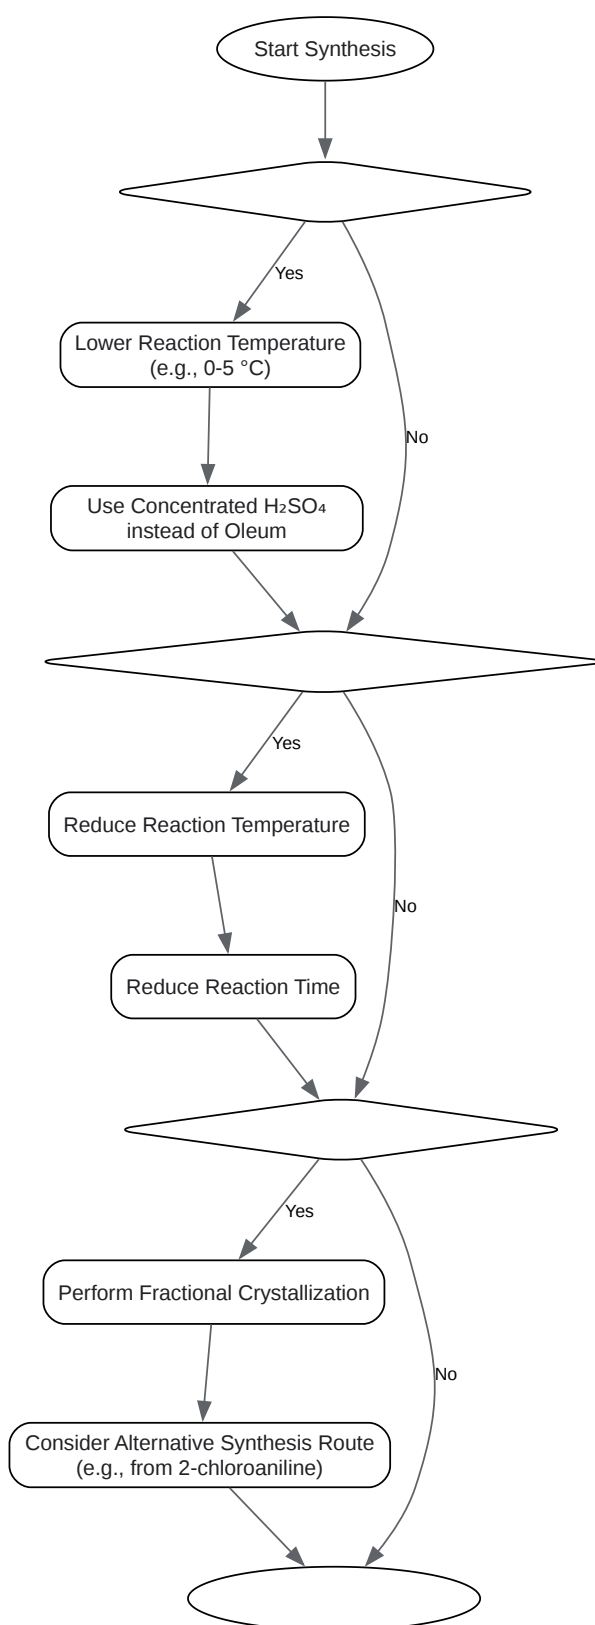 Start Synthesis
Yes
Lower Reaction Temperature
(e.g., 0-5 °C)
No
Use Concentrated H₂SO₄
instead of Oleum
Yes
Reduce Reaction Temperature
No
Reduce Reaction Time
Yes
Perform Fractional Crystallization
No
Consider Alternative Synthesis Route
(e.g., from 2-chloroaniline)